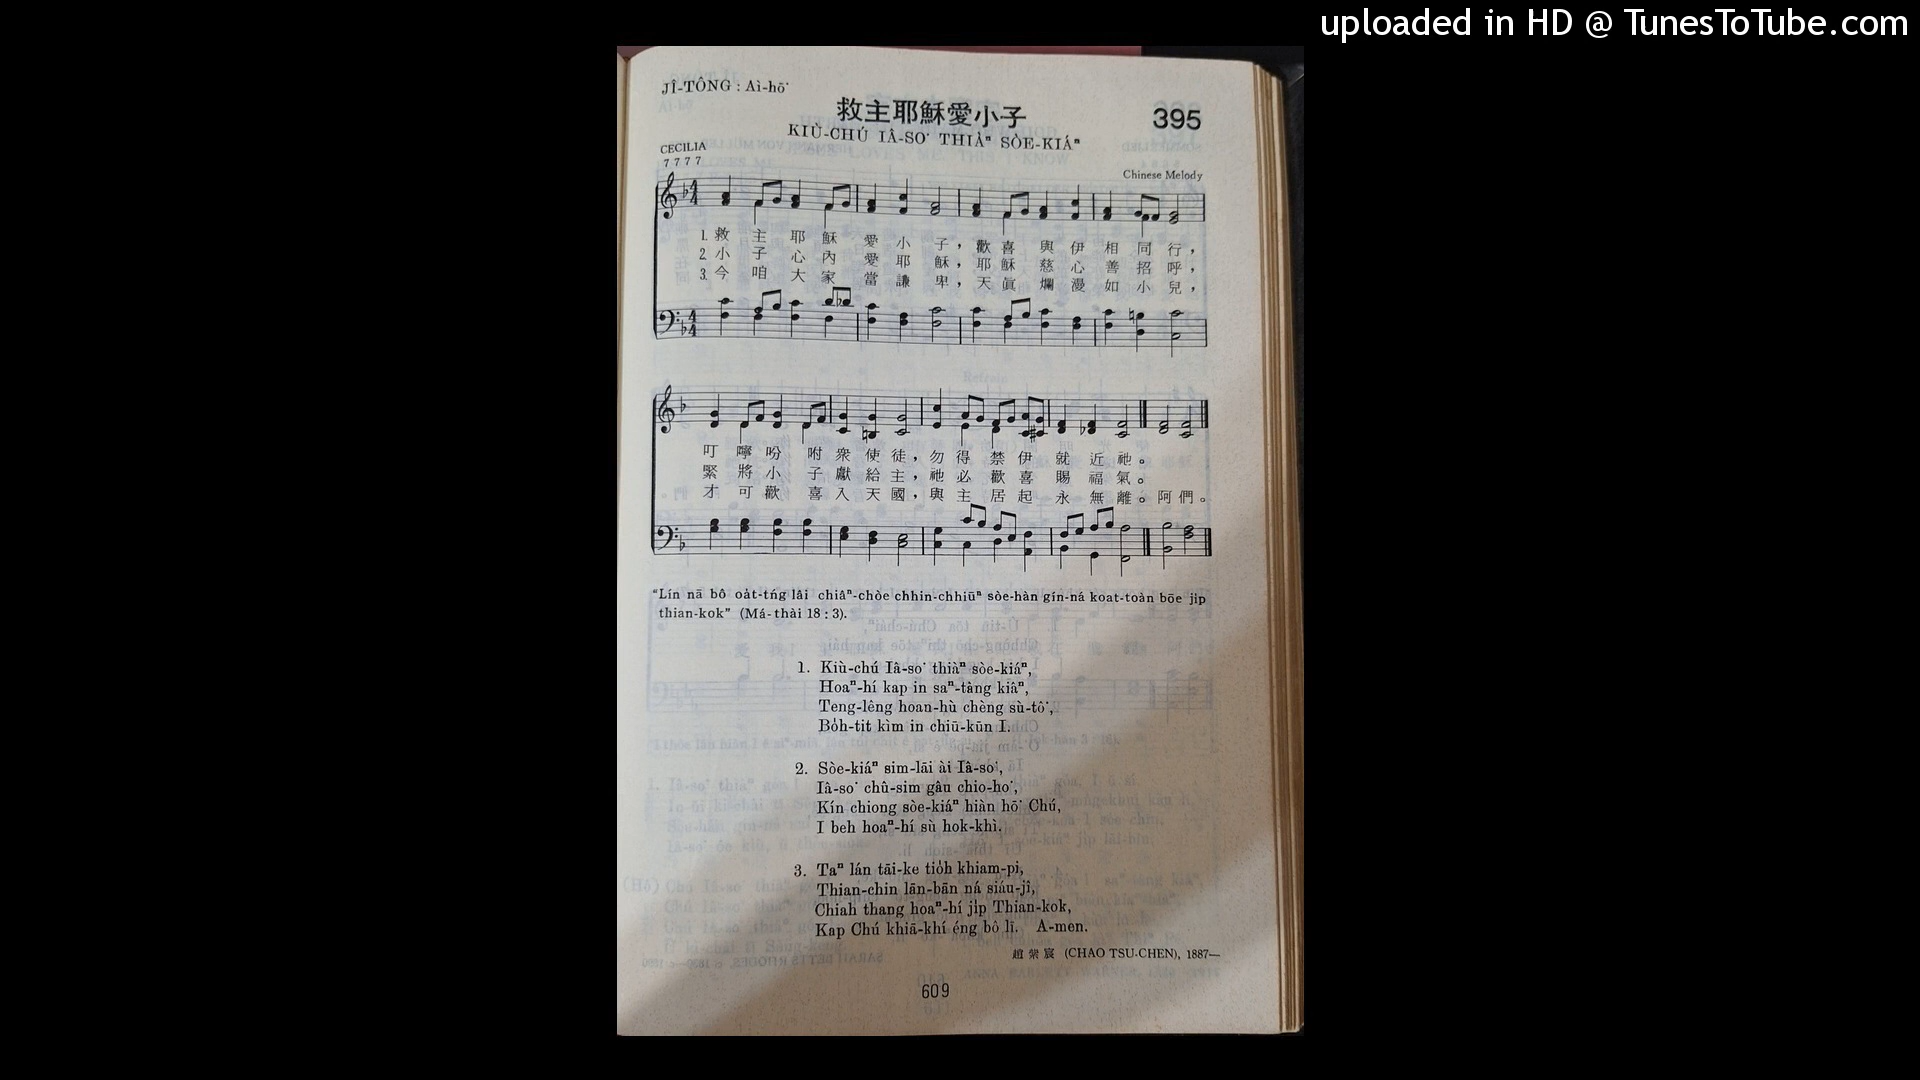 uploaded in HD @ TunesToTube.com
JÎ-TÔNG : Aì-hō͘
救主耶穌愛小子
395
KIÙ-CHÚ IÂ-SO͘ THIÀⁿ SÒE-KIÁⁿ
CECILIA
7 7 7 7
Chinese Melody
1. 救主耶穌愛小子，歡喜與伊相同行，
2. 小子心內愛耶穌，耶穌慈心善招呼，
3. 今咱大家當謙卑，天眞爛漫如小兒，
叮嚀吩咐衆使徒，勿得禁伊就近祂。
緊將小子獻給主，祂必歡喜賜福氣。
才可歡喜入天國，與主居起永無離。阿們。
“Lín nā bô oa̍t-tńg lâi chiâⁿ-chòe chhin-chhiūⁿ sòe-hàn gín-ná koat-toàn bōe ji̍p
thian-kok” (Má-thài 18 : 3).
1. Kiù-chú Iâ-so͘ thiàⁿ sòe-kiáⁿ,
Hoaⁿ-hí kap in saⁿ-tâng kiâⁿ,
Teng-lêng hoan-hù chèng sù-tô͘,
Bo̍h-tit kìm in chiū-kūn I.
2. Sòe-kiáⁿ sim-lāi ài Iâ-so͘,
Iâ-so͘ chû-sim gâu chio-ho͘,
Kín chiong sòe-kiáⁿ hiàn hō͘ Chú,
I beh hoaⁿ-hí sù hok-khì.
3. Taⁿ lán tāi-ke tio̍h khiam-pi,
Thian-chin lān-bān ná siáu-jî,
Chiah thang hoaⁿ-hí ji̍p Thian-kok,
Kap Chú khiā-khí éng bô lī. A-men.
趙紫宸 (CHAO TSU-CHEN), 1887—
609